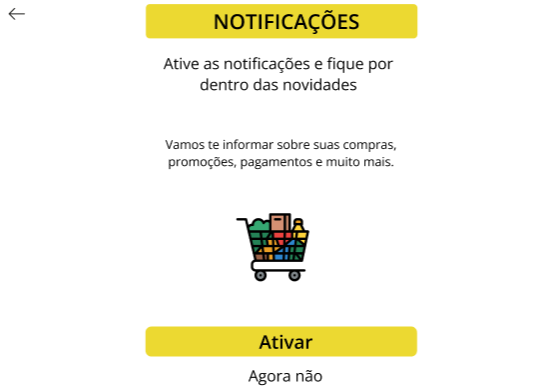 NOTIFICAÇÕES
Ative as notificações e fique por
dentro das novidades
Vamos te informar sobre suas compras,
promoções, pagamentos e muito mais.
Ativar
Agora não